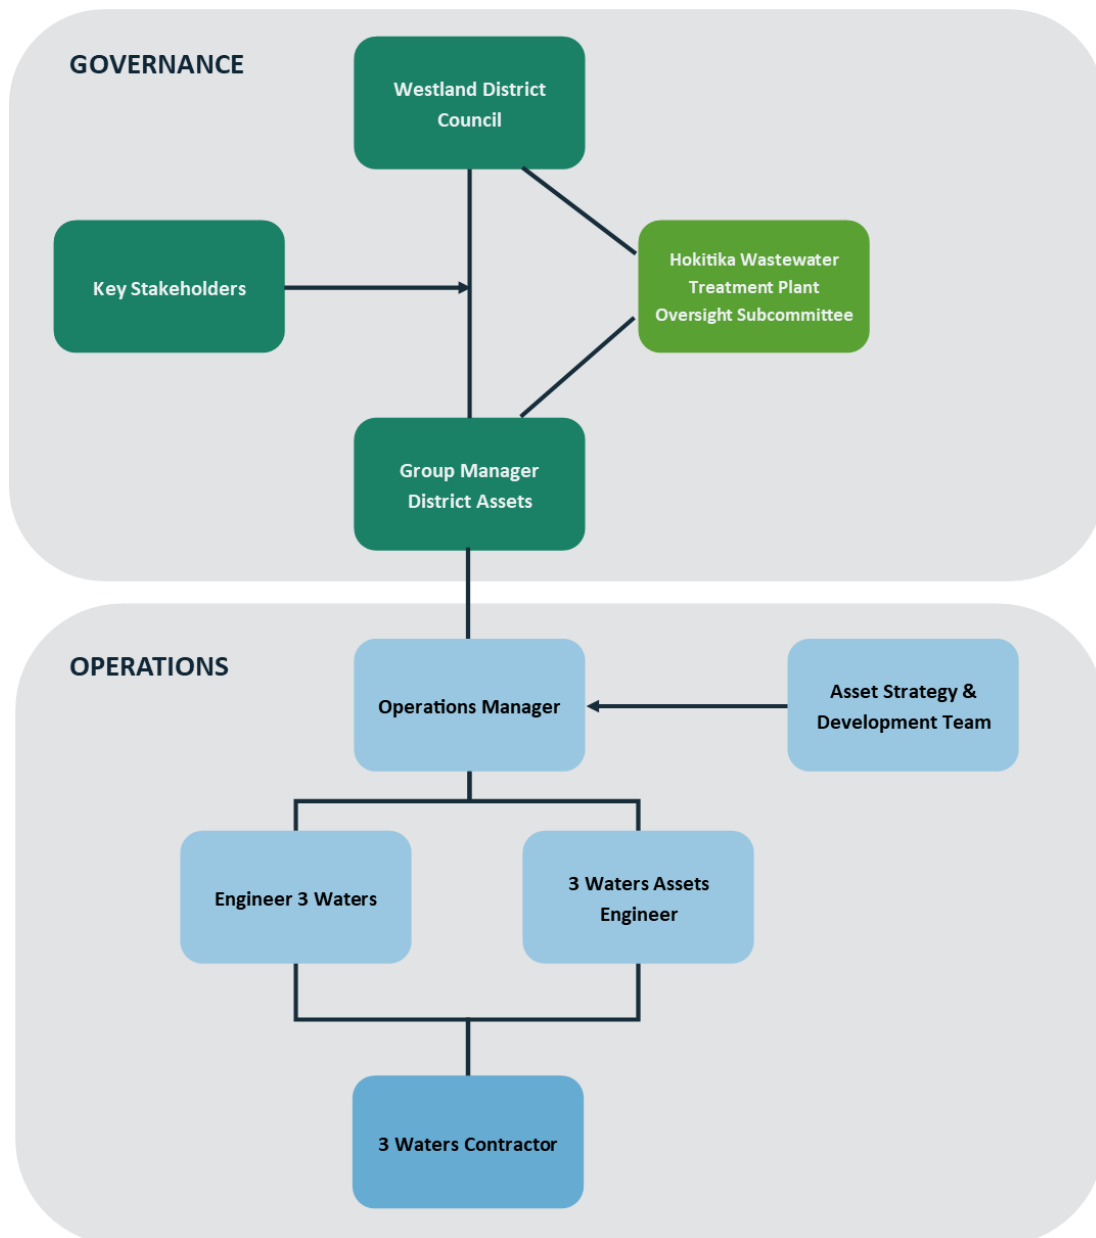 GOVERNANCE
Westland District
Council
Key Stakeholders
Hokitika Wastewater
Treatment Plant
Oversight Subcommittee
Group Manager
District Assets
OPERATIONS
Operations Manager
Asset Strategy &
Development Team
Engineer 3 Waters
3 Waters Assets
Engineer
3 Waters Contractor